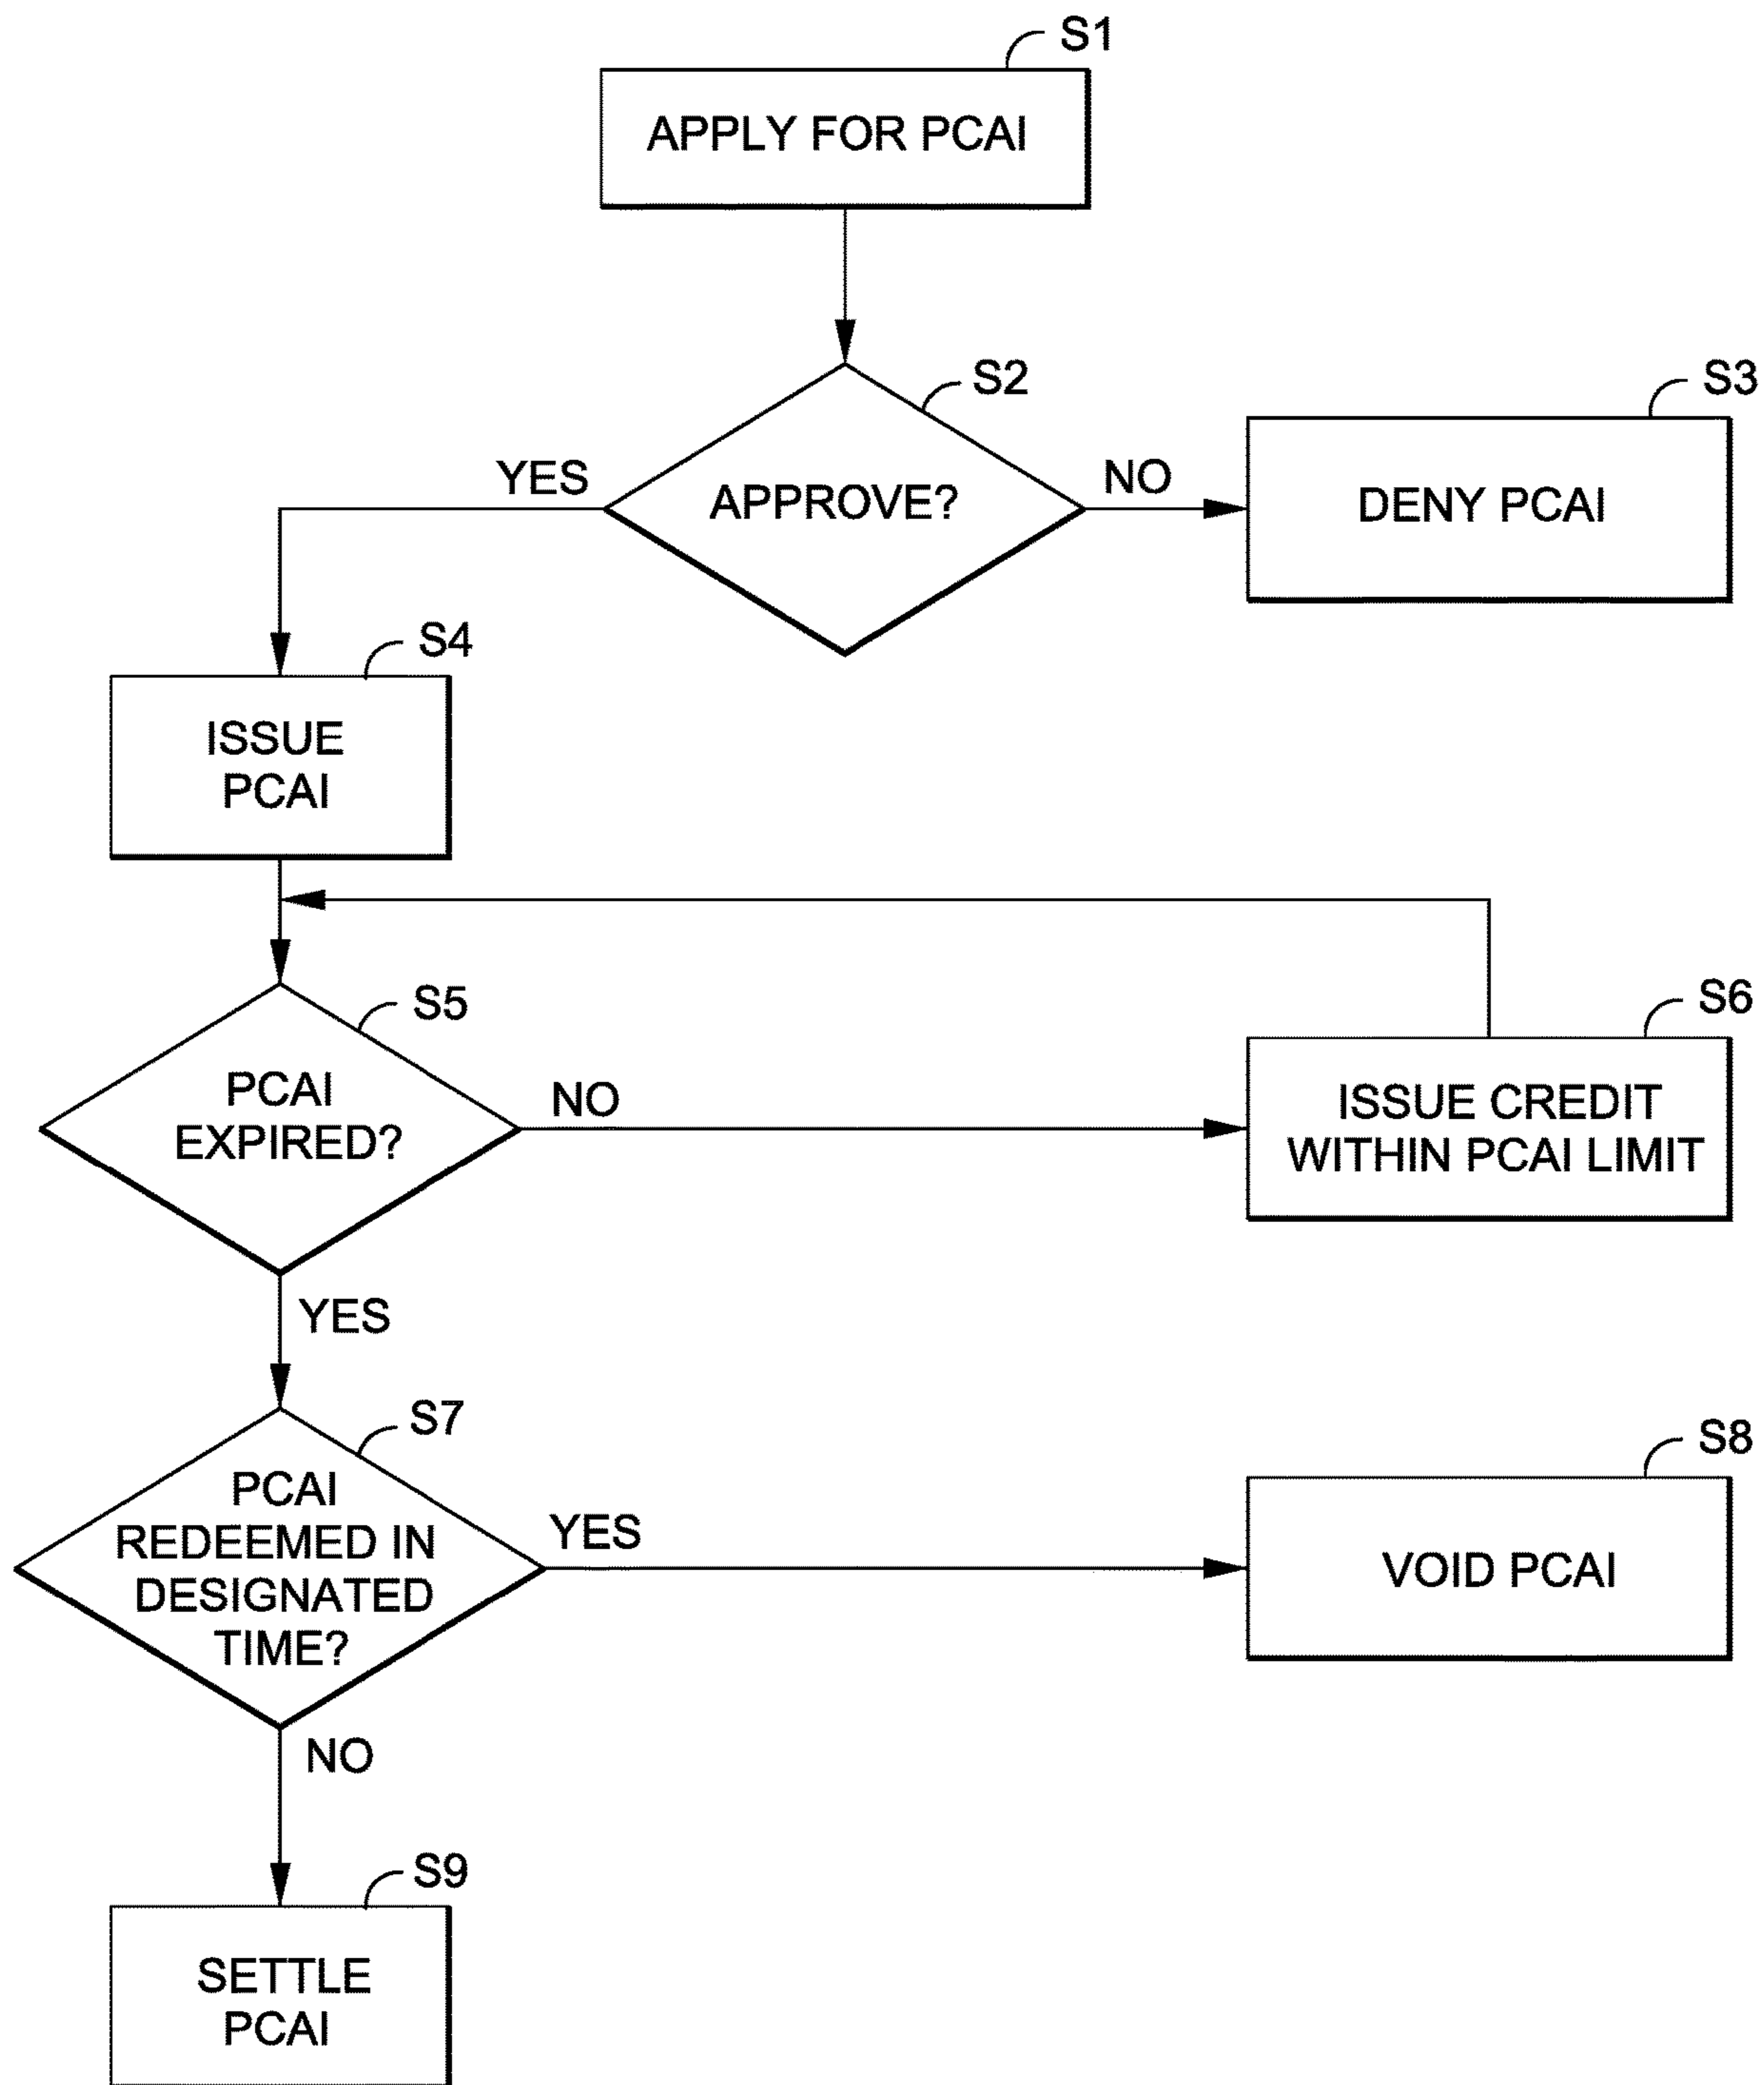 S1
APPLY FOR PCAI
S2
APPROVE?
YES
NO
S3
DENY PCAI
S4
ISSUE
PCAI
S5
PCAI
EXPIRED?
NO
S6
ISSUE CREDIT
WITHIN PCAI LIMIT
YES
S7
PCAI
REDEEMED IN
DESIGNATED
TIME?
YES
S8
VOID PCAI
NO
S9
SETTLE
PCAI